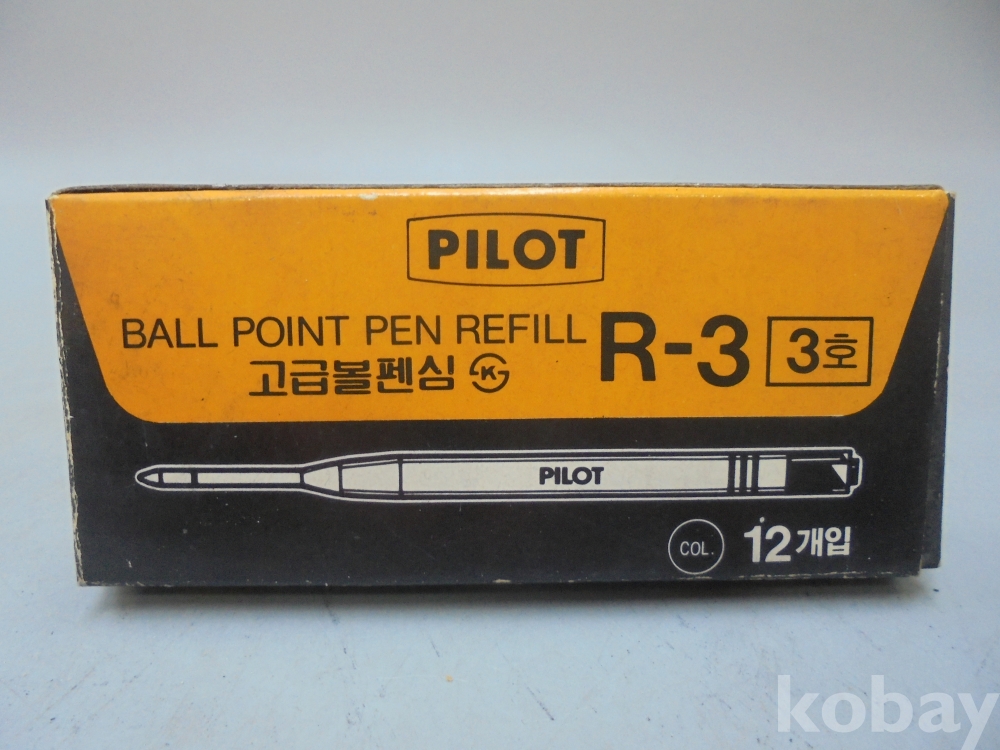 PILOT
BALL POINT PEN REFILL R-3 3호
고급볼펜심 K
PILOT
COL. 12개입
kobay